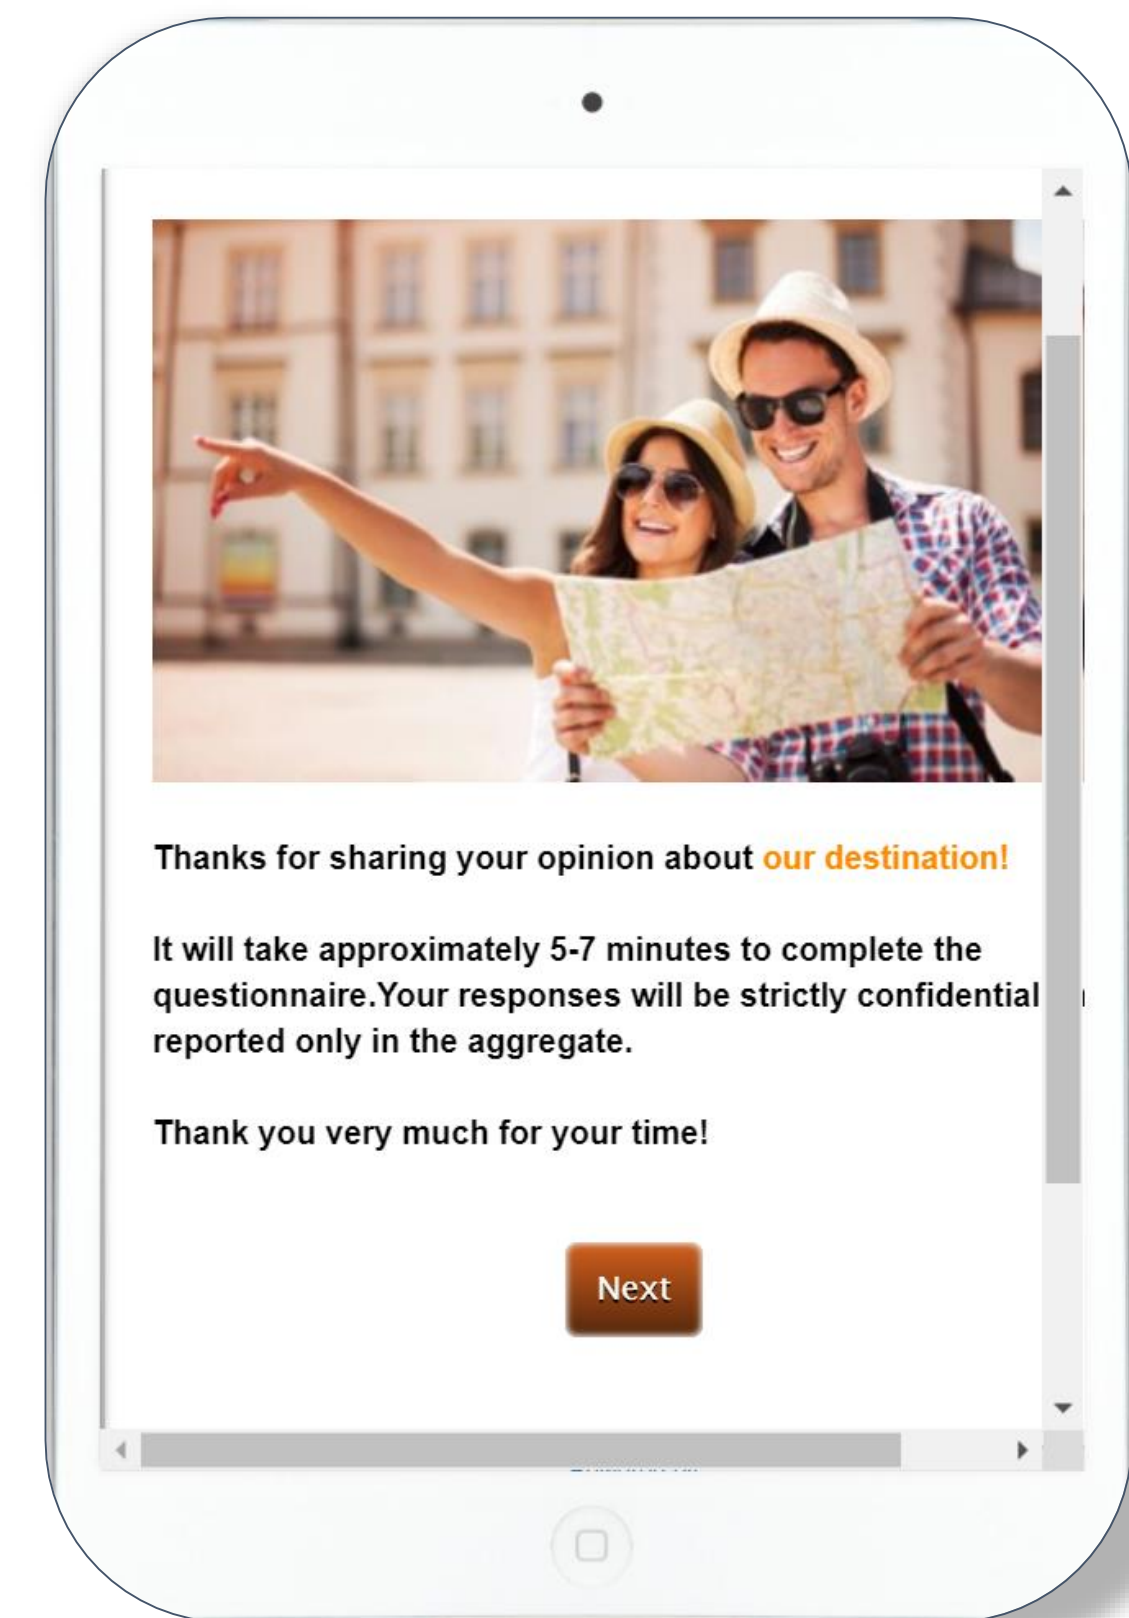 Thanks for sharing your opinion about our destination!
It will take approximately 5-7 minutes to complete the
questionnaire.Your responses will be strictly confidential
reported only in the aggregate.
Thank you very much for your time!
Next